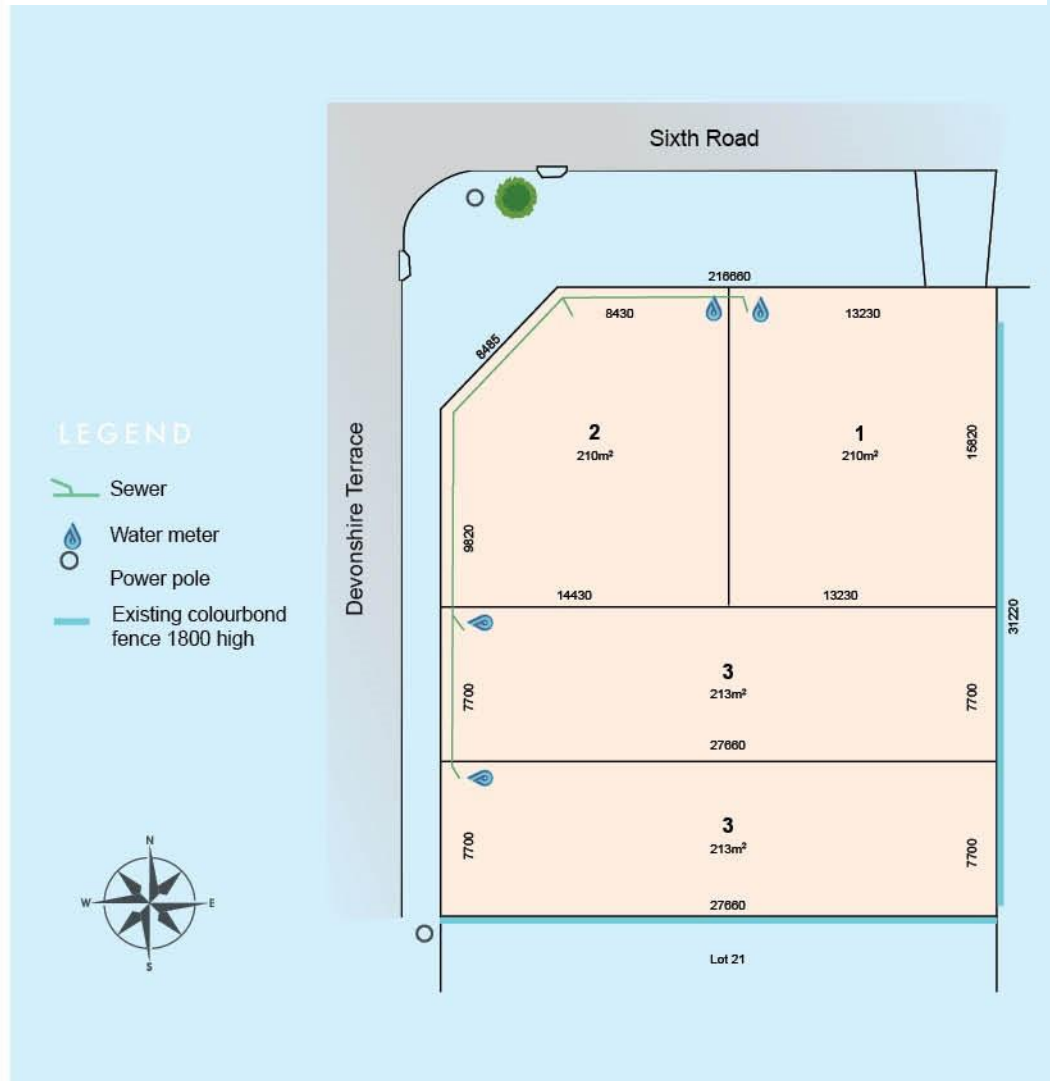 Sixth Road
216660
8430
13230
8485
2
210m²
1
210m²
15820
Devonshire Terrace
9820
14430
13230
31220
LEGEND
Sewer
Water meter
Power pole
Existing colourbond
fence 1800 high
7700
3
213m²
7700
27660
7700
3
213m²
7700
27660
Lot 21
N
W
E
S